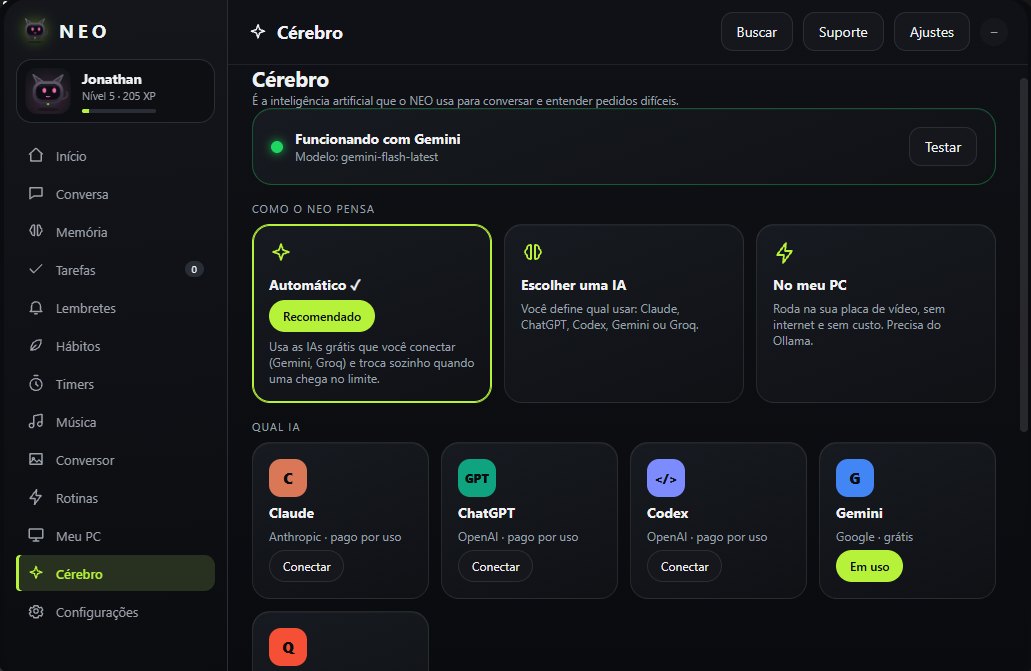 NEO
Jonathan
Nível 5 · 205 XP
Início
Conversa
Memória
Tarefas
0
Lembretes
Hábitos
Timers
Música
Conversor
Rotinas
Meu PC
Cérebro
Configurações
Cérebro
Buscar
Suporte
Ajustes
Cérebro
É a inteligência artificial que o NEO usa para conversar e entender pedidos difíceis.
Funcionando com Gemini
Modelo: gemini-flash-latest
Testar
COMO O NEO PENSA
Automático ✓
Recomendado
Usa as IAs grátis que você conectar
(Gemini, Groq) e troca sozinho quando
uma chega no limite.
Escolher uma IA
Você define qual usar: Claude,
ChatGPT, Codex, Gemini ou Groq.
No meu PC
Roda na sua placa de vídeo, sem
internet e sem custo. Precisa do
Ollama.
QUAL IA
C
Claude
Anthropic · pago por uso
Conectar
GPT
ChatGPT
OpenAI · pago por uso
Conectar
</>
Codex
OpenAI · pago por uso
Conectar
G
Gemini
Google · grátis
Em uso
Q